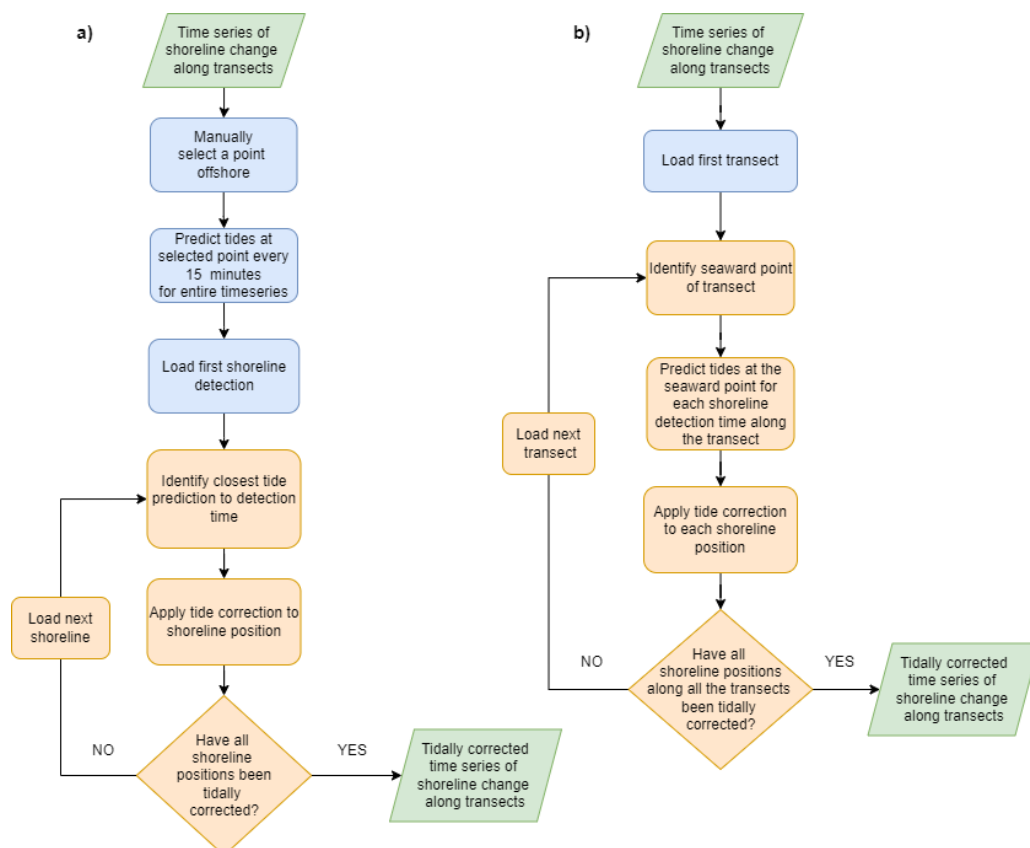 a)
Time series of
shoreline change
along transects
Manually
select a point
offshore
Predict tides at
selected point every
15 minutes
for entire timeseries
Load first shoreline
detection
Identify closest tide
prediction to detection
time
Load next
shoreline
Apply tide correction to
shoreline position
NO
Have all
shoreline
positions been
tidally
corrected?
YES
Tidally corrected
time series of
shoreline change
along transects
b)
Time series of
shoreline change
along transects
Load first transect
Identify seaward point
of transect
Predict tides at the
seaward point for
each shoreline
detection time along
the transect
Load next
transect
Apply tide correction
to each shoreline
position
NO
Have all
shoreline positions
along all the transects
been tidally
corrected?
YES
Tidally corrected
time series of
shoreline change
along transects